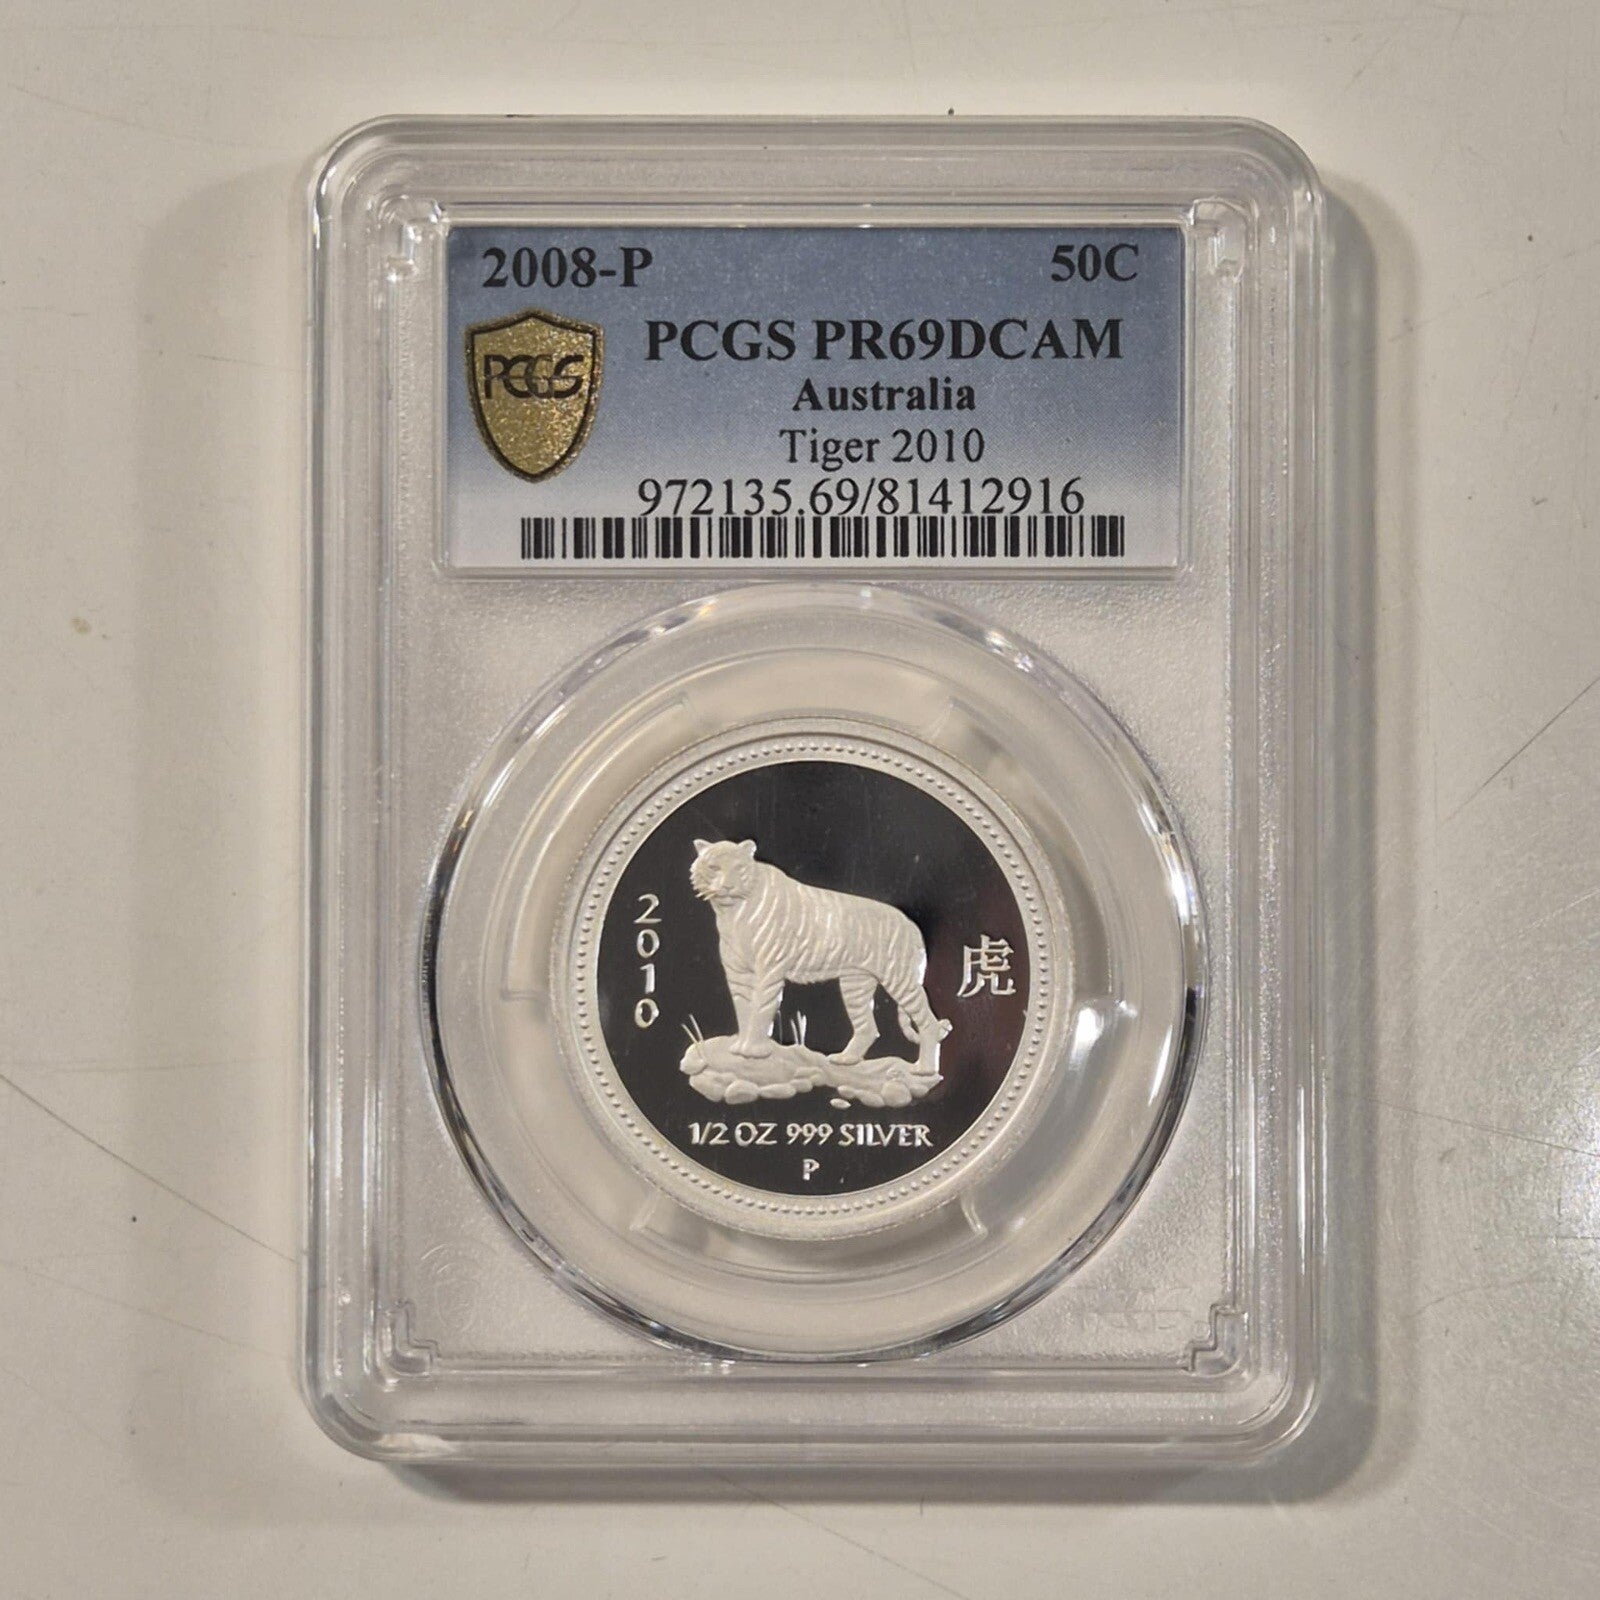 2008-P 50C
PCGS PCGS PR69DCAM
Australia
Tiger 2010
972135.69/81412916
2010
虎
1/2 OZ 999 SILVER
P